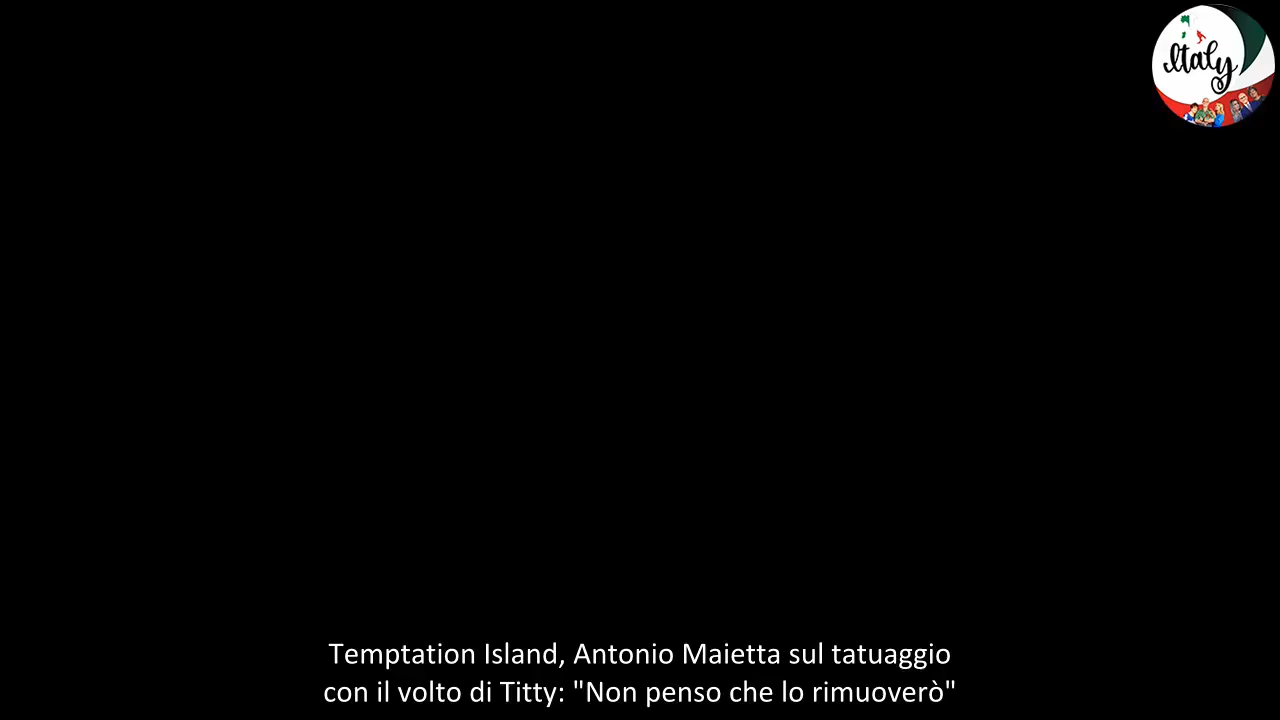 Italy
Temptation Island, Antonio Maietta sul tatuaggio
con il volto di Titty: "Non penso che lo rimuoverò"